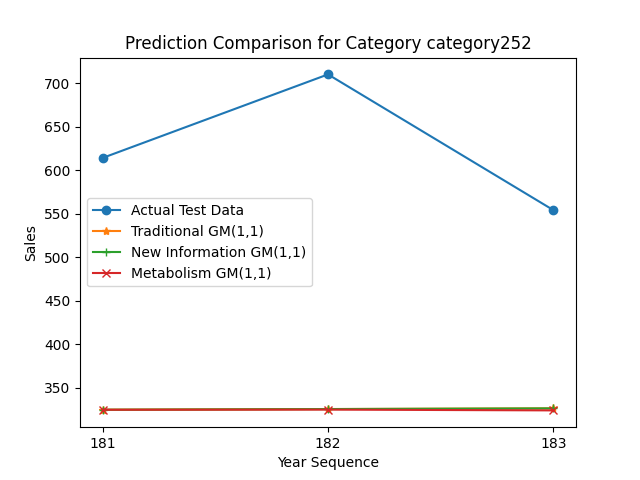 Prediction Comparison for Category category252
700
650
600
550
500
450
400
350
Sales
Actual Test Data
Traditional GM(1,1)
New Information GM(1,1)
Metabolism GM(1,1)
181
182
183
Year Sequence